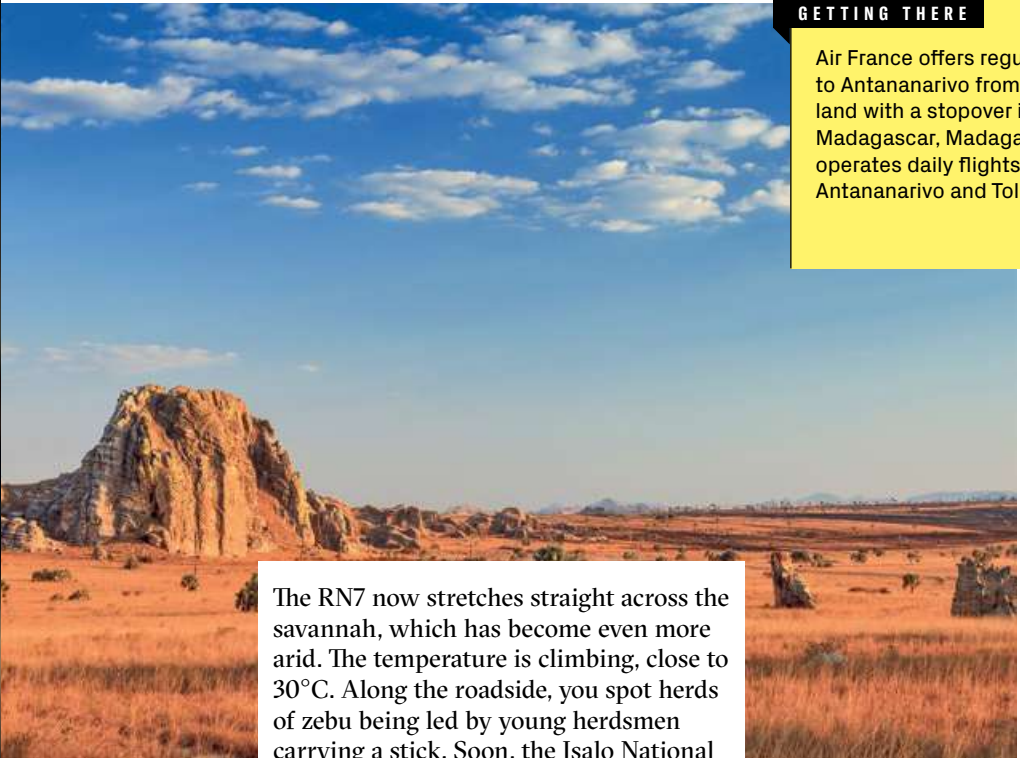 GETTING THERE
Air France offers
to Antananarivo from
land with a stopover
Madagascar,
operates daily flights
Antananarivo and
The RN7 now stretches straight across the
savannah, which has become even more
arid. The temperature is climbing, close to
30°C. Along the roadside, you spot herds
of zebu being led by young herdsmen
carrying a stick. Soon, the Isalo National